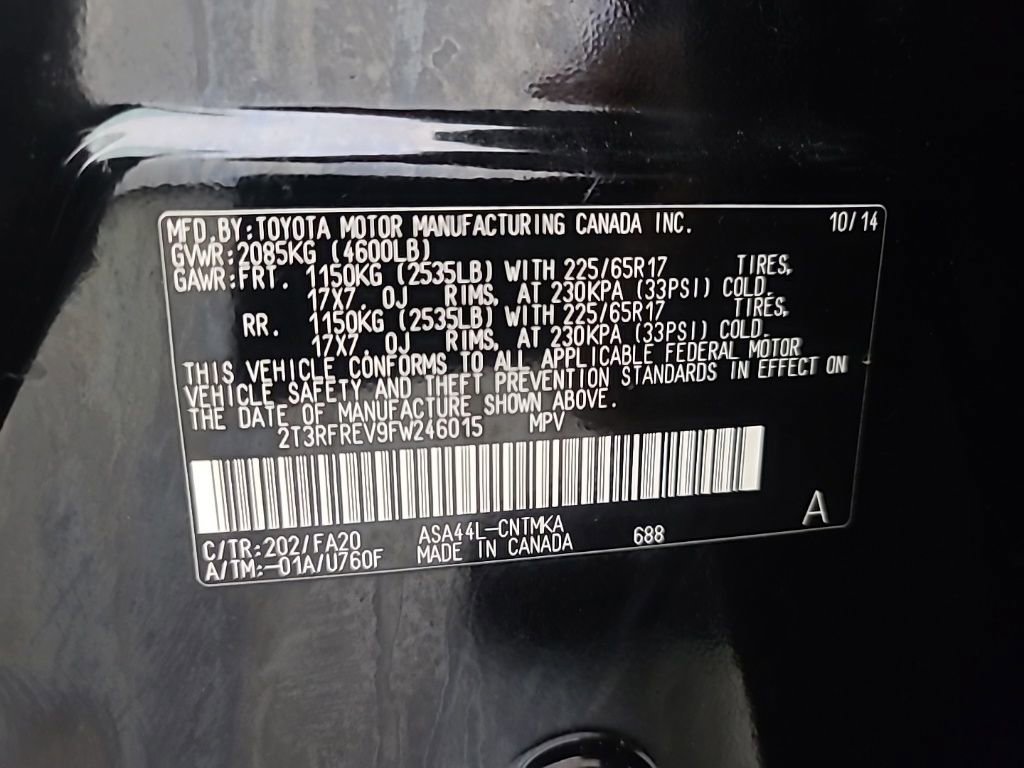 MFD. BY: TOYOTA MOTOR MANUFACTURING CANADA INC. 10/14
GVWR: 2085KG (4600LB)
GAWR: FRT. 1150KG (2535LB) WITH 225/65R17 TIRES,
17X7.0J RIMS, AT 230KPA (33PSI) COLD.
RR. 1150KG (2535LB) WITH 225/65R17 TIRES,
17X7.0J RIMS, AT 230KPA (33PSI) COLD.
THIS VEHICLE CONFORMS TO ALL APPLICABLE FEDERAL MOTOR
VEHICLE SAFETY AND THEFT PREVENTION STANDARDS IN EFFECT ON
THE DATE OF MANUFACTURE SHOWN ABOVE.
2T3RFREV9FW246015 MPV
C/TR: 202/FA20 ASA44L-CNTMKA 688 A
A/TM: -01A/U760F MADE IN CANADA